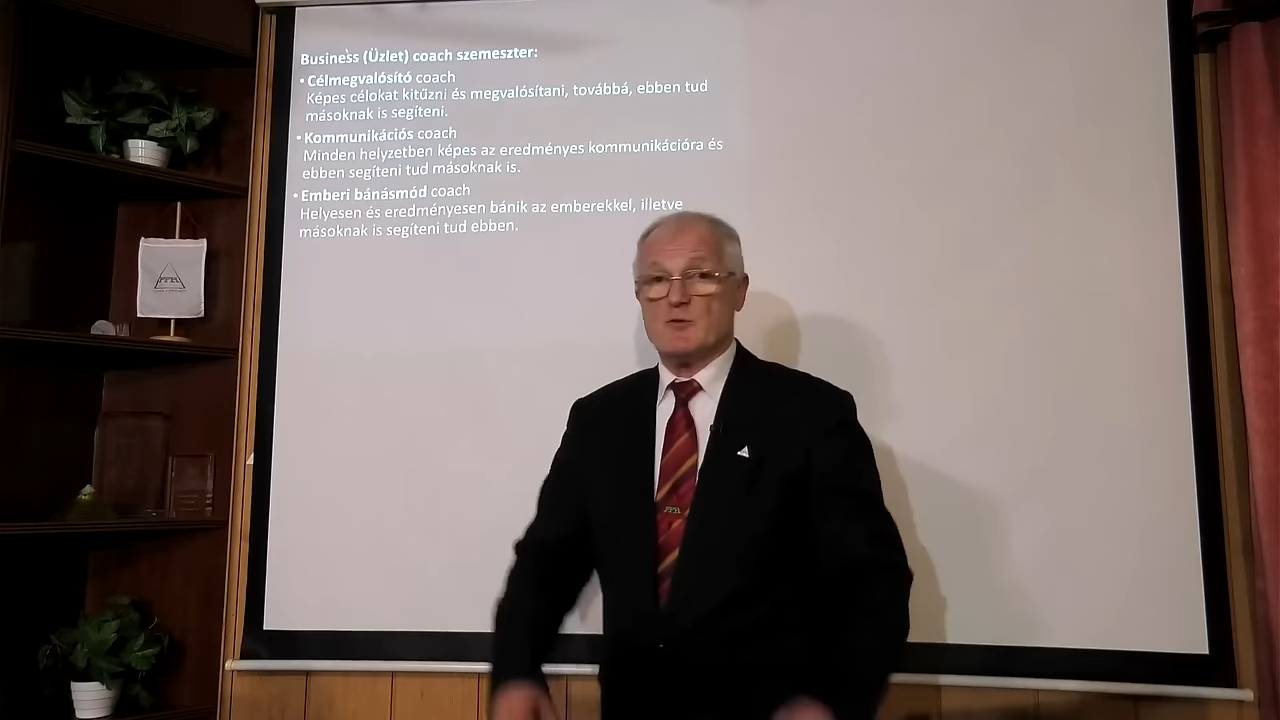 Business (Üzlet) coach szemeszter:
• Célmegvalósító coach
Képes célokat kitűzni és megvalósítani, továbbá, ebben tud
másoknak is segíteni.
• Kommunikációs coach
Minden helyzetben képes az eredményes kommunikációra és
ebben segíteni tud másoknak is.
• Emberi bánásmód coach
Helyesen és eredményesen bánik az emberekkel, illetve
másoknak is segíteni tud ebben.